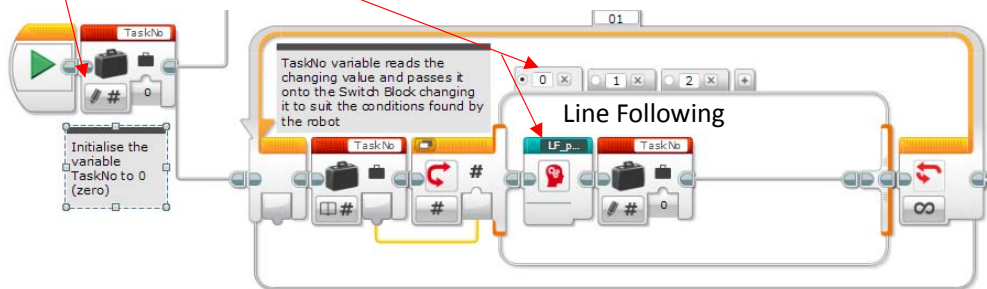 01
TaskNo
0
Initialise the
variable
TaskNo to 0
(zero)
TaskNo variable reads the
changing value and passes it
onto the Switch Block changing
it to suit the conditions found by
the robot
0
1
2
Line Following
TaskNo
#
LF_p...
TaskNo
0